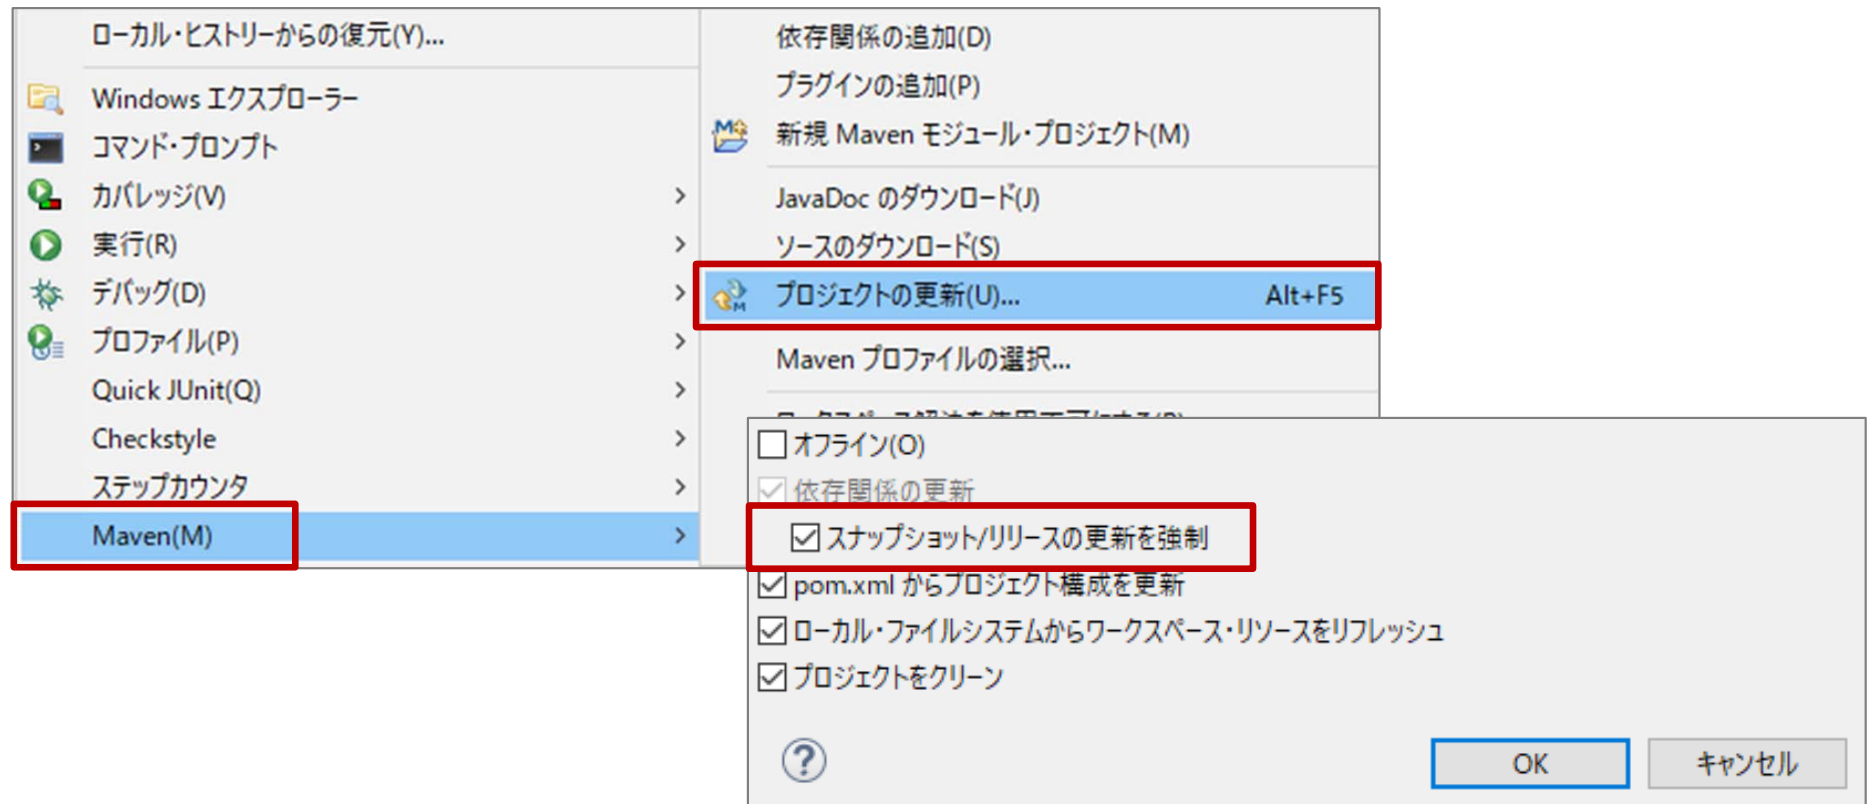 ローカル・ヒストリーからの復元(Y)...
Windows エクスプローラー
コマンド・プロンプト
カバレッジ(V)
実行(R)
デバッグ(D)
プロファイル(P)
Quick JUnit(Q)
Checkstyle
ステップカウンタ
Maven(M)
依存関係の追加(D)
プラグインの追加(P)
新規 Maven モジュール・プロジェクト(M)
JavaDoc のダウンロード(J)
ソースのダウンロード(S)
プロジェクトの更新(U)... Alt+F5
Maven プロファイルの選択...
オフライン(O)
依存関係の更新
スナップショット/リリースの更新を強制
pom.xml からプロジェクト構成を更新
ローカル・ファイルシステムからワークスペース・リソースをリフレッシュ
プロジェクトをクリーン
OK キャンセル